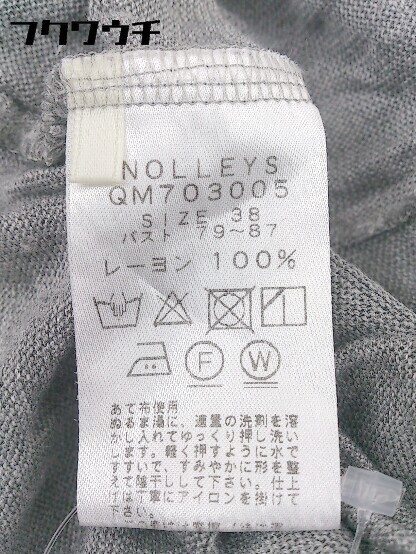 フクワウチ
NOLLEYS
QM703005
SIZE 38
バスト 79~87
レーヨン 100%
F
W
あて布使用
ぬるま湯に、適量の洗剤を溶
かし入れてゆっくり押し洗い
します。軽く押すように水で
すすいで、すみやかに形を整
えて陰干しして下さい。仕上
げは丁寧にアイロンを掛けて
下さい。